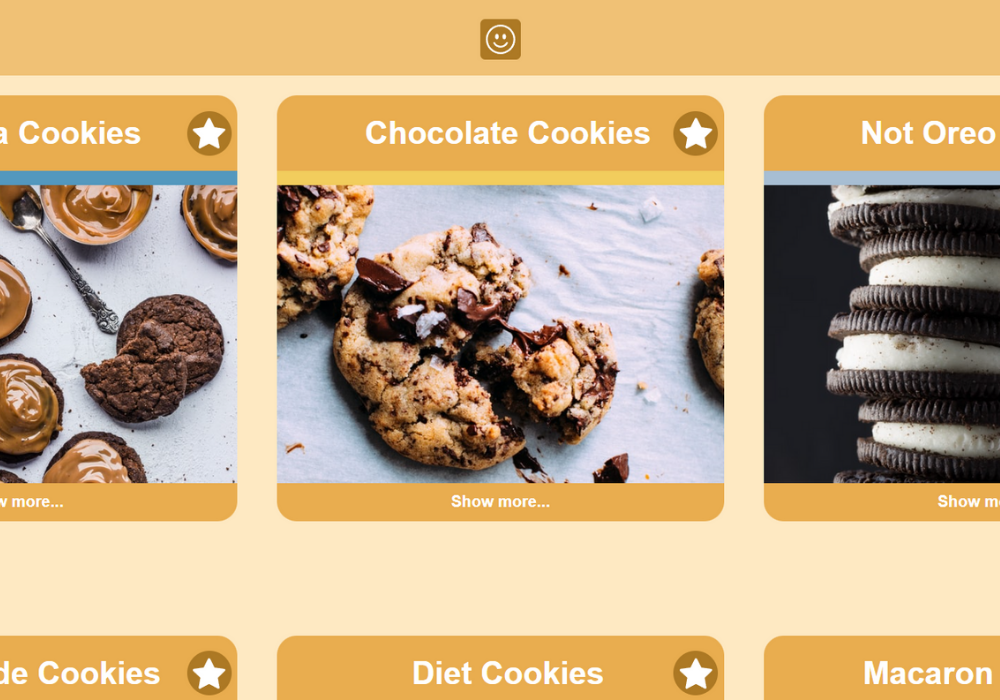 a Cookies
Chocolate Cookies
Not Oreo
w more...
Show more...
Show m
de Cookies
Diet Cookies
Macaron